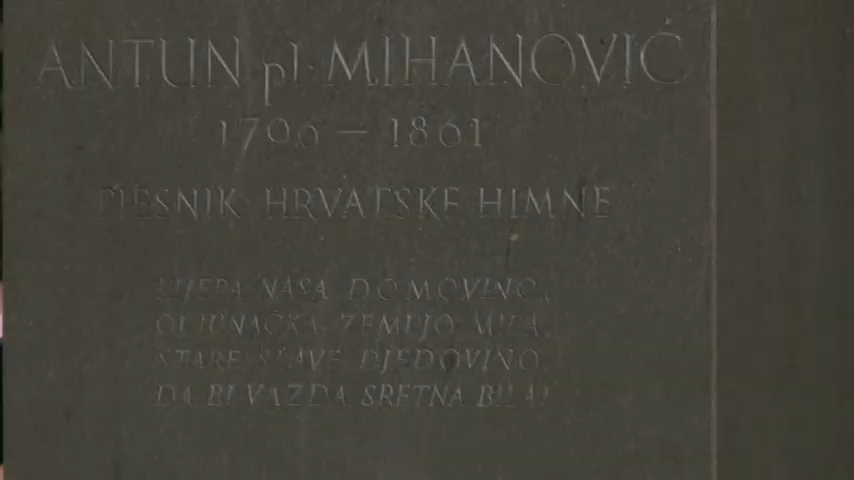 ANTUN pl. MIHANOVIĆ
1796 – 1861
PJESNIK HRVATSKE HIMNE
LIJEPA NAŠA DOMOVINO,
OJ JUNAČKA ZEMLJO MILA,
STARE SLAVE DJEDOVINO,
DA BI VAZDA SRETNA BILA!